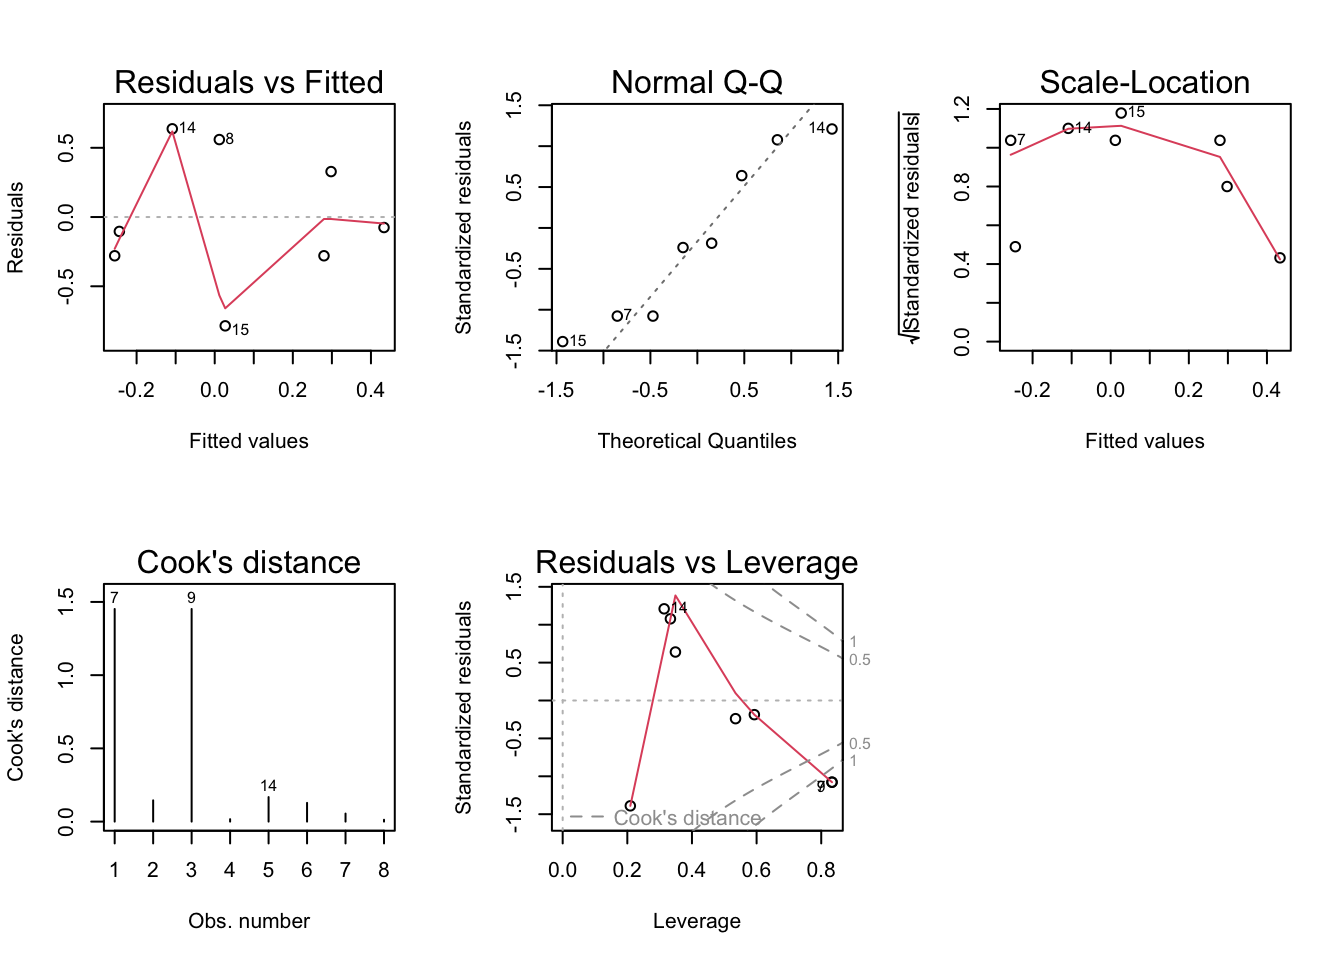 Residuals vs Fitted
Residuals
0.5
0.0
-0.5
14
8
15
-0.2 0.0 0.2 0.4
Fitted values
Normal Q-Q
Standardized residuals
1.5
0.5
-0.5
-1.5
14
7
15
-1.5 -0.5 0.5 1.5
Theoretical Quantiles
Scale-Location
√|Standardized residuals|
1.2
0.8
0.4
0.0
7
14
15
-0.2 0.0 0.2 0.4
Fitted values
Cook's distance
Cook's distance
1.5
1.0
0.5
0.0
7
9
14
1 2 3 4 5 6 7 8
Obs. number
Residuals vs Leverage
Standardized residuals
1.5
0.5
-0.5
-1.5
14
1
0.5
0.5
1
9
Cook's distance
0.0 0.2 0.4 0.6 0.8
Leverage